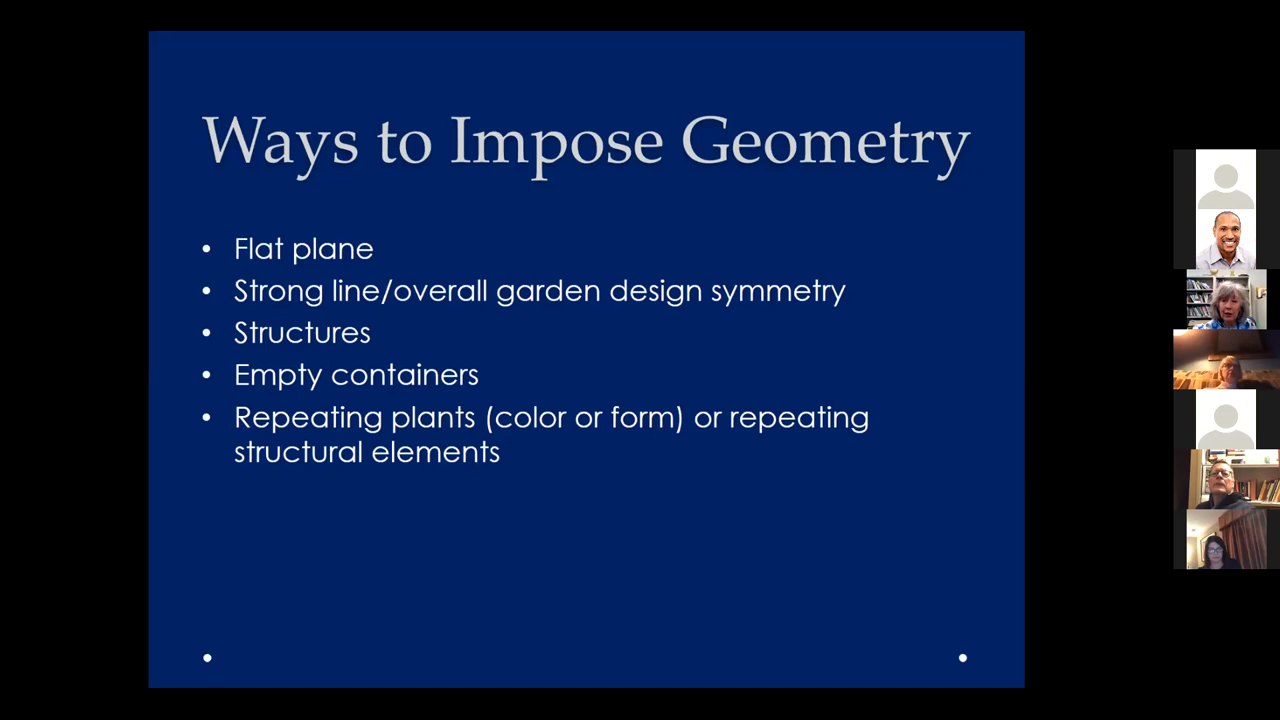 Ways to Impose Geometry
• Flat plane
• Strong line/overall garden design symmetry
• Structures
• Empty containers
• Repeating plants (color or form) or repeating
structural elements